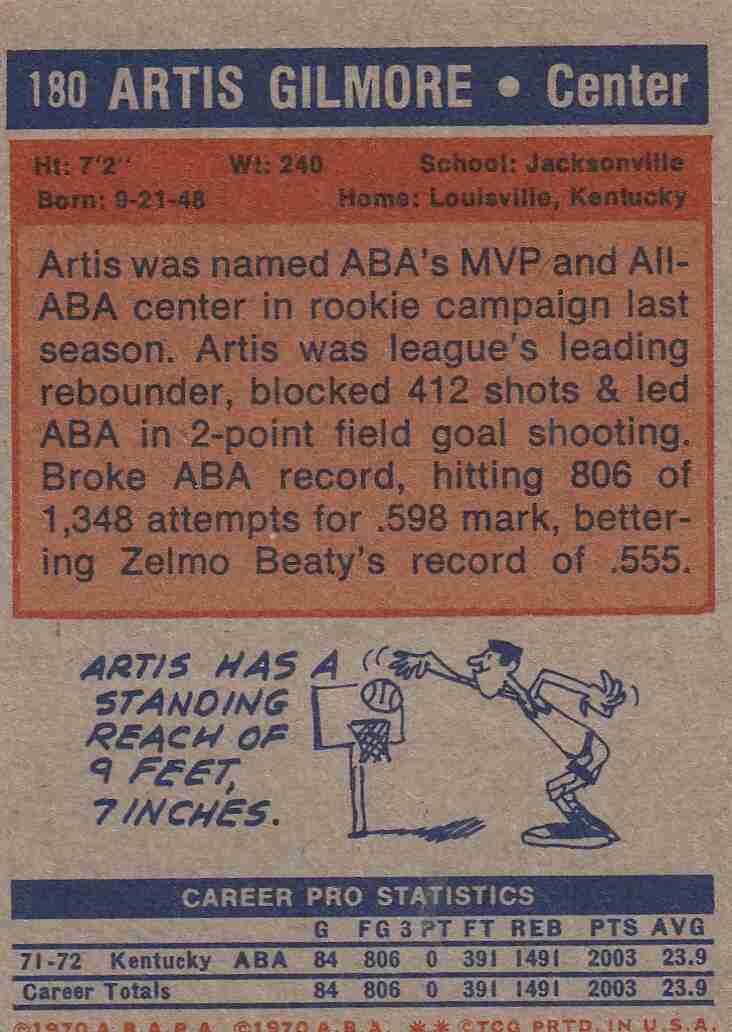 180 ARTIS GILMORE • Center
Ht: 7'2" Wt: 240 School: Jacksonville
Born: 9-21-48 Home: Louisville, Kentucky
Artis was named ABA's MVP and All-
ABA center in rookie campaign last
season. Artis was league's leading
rebounder, blocked 412 shots & led
ABA in 2-point field goal shooting.
Broke ABA record, hitting 806 of
1,348 attempts for .598 mark, better-
ing Zelmo Beaty's record of .555.
ARTIS HAS A
STANDING
REACH OF
9 FEET,
7 INCHES.
CAREER PRO STATISTICS
G FG 3 PT FT REB PTS AVG
71-72 Kentucky ABA 84 806 0 391 1491 2003 23.9
Career Totals 84 806 0 391 1491 2003 23.9
©1970 A.B.A.P.A. ©1970 A.B.A. ** ©TCG PRTD. IN U.S.A.